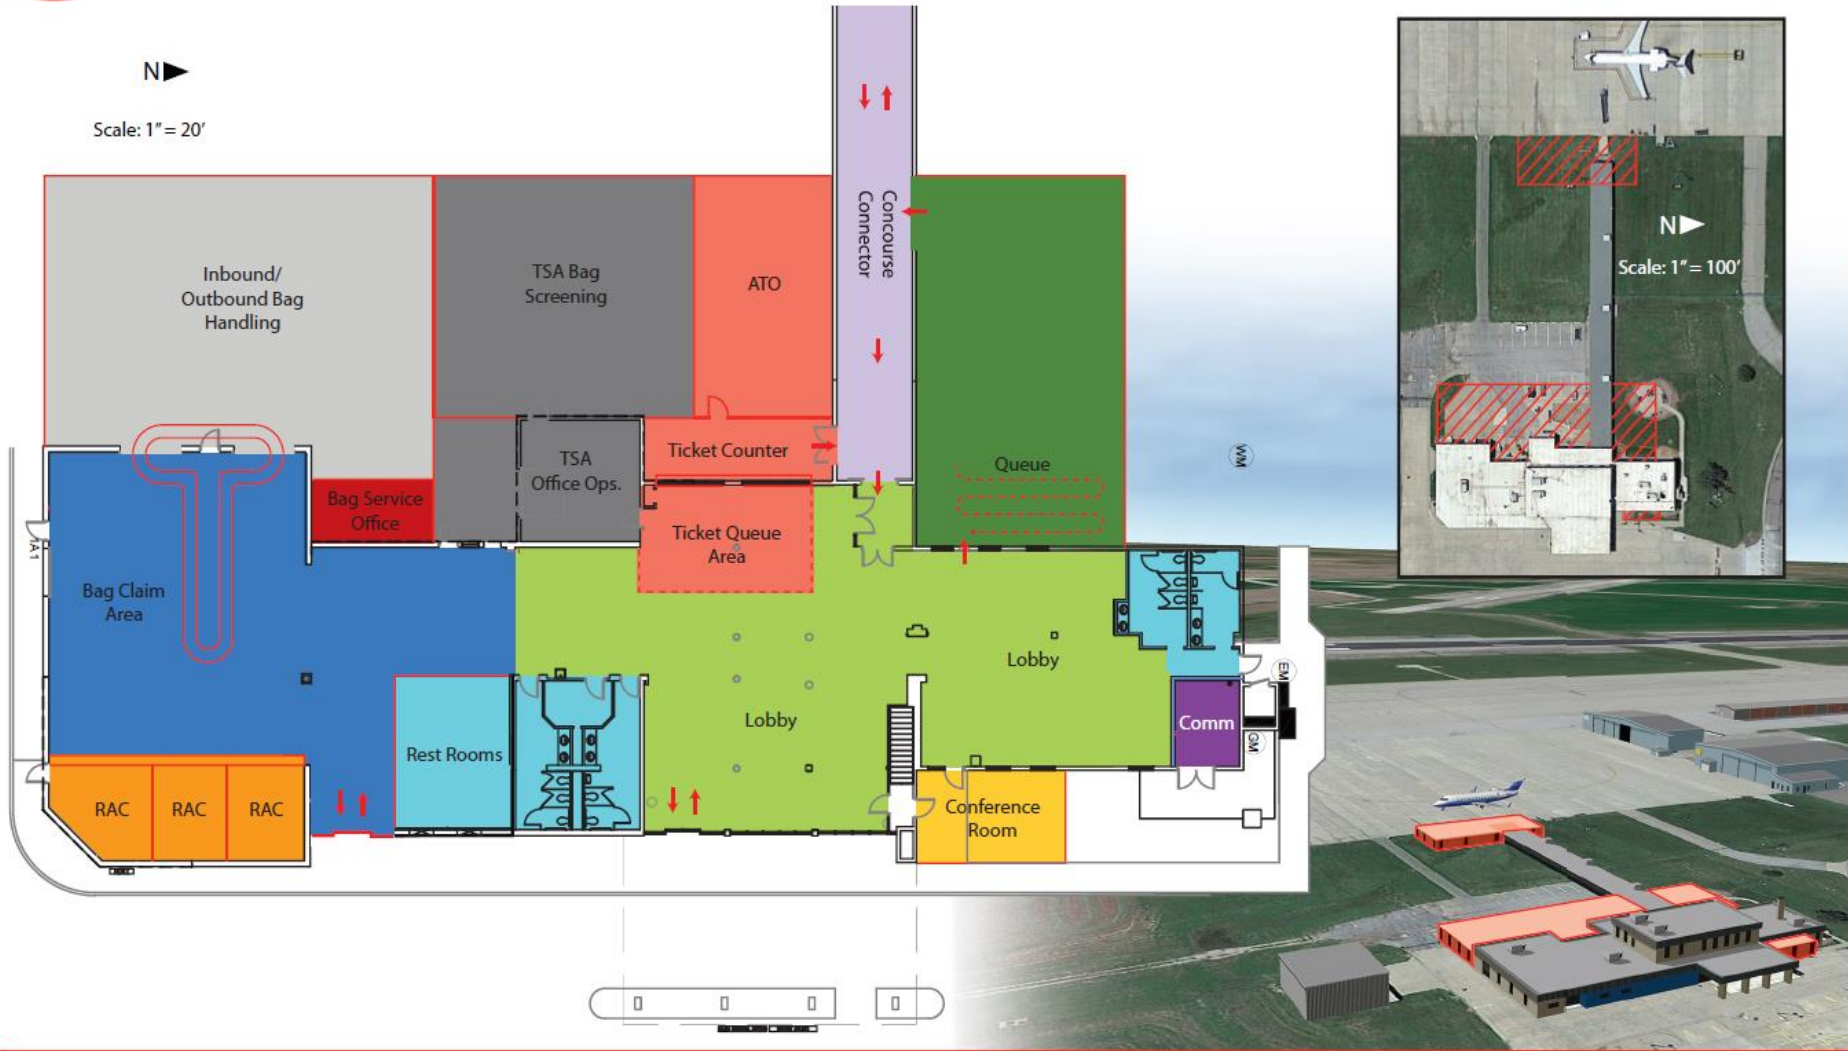 N
Scale: 1” = 20’
Inbound/
Outbound Bag
Handling
TSA Bag
Screening
ATO
Concourse
Connector
N
Scale: 1” = 100’
Ticket Counter
TSA
Office Ops.
Queue
WM
Bag Service
Office
Ticket Queue
Area
A1
Bag Claim
Area
Lobby
EM
Lobby
Comm
GM
Rest Rooms
RAC
RAC
RAC
Conference
Room